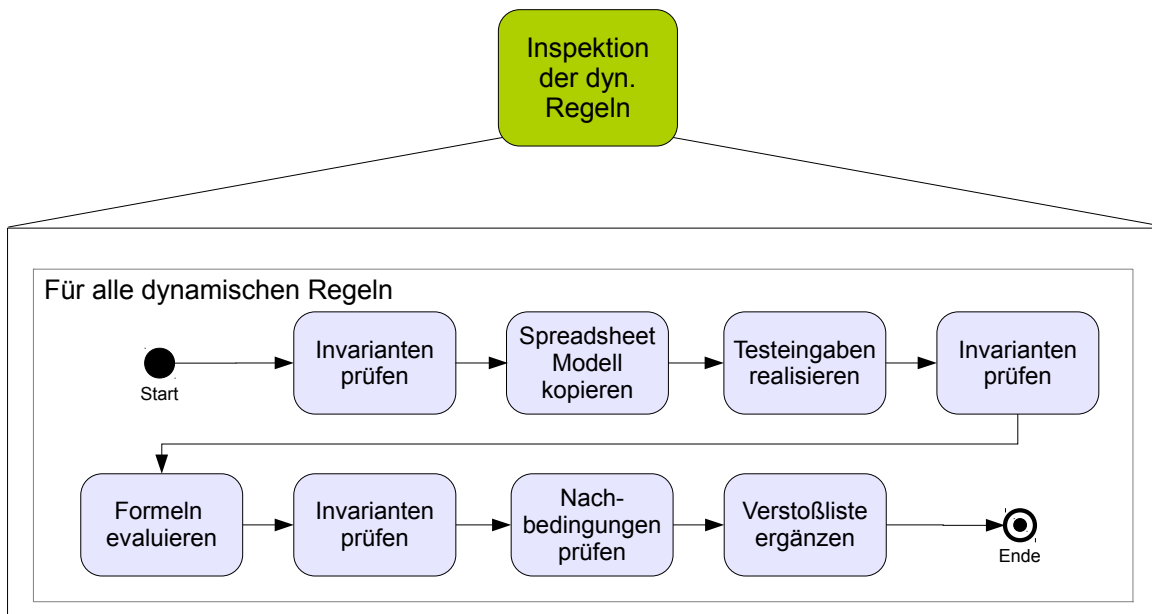 Inspektion
der dyn.
Regeln
Für alle dynamischen Regeln
Start
Invarianten
prüfen
Spreadsheet
Modell
kopieren
Testeingaben
realisieren
Invarianten
prüfen
Formeln
evaluieren
Invarianten
prüfen
Nach-
bedingungen
prüfen
Verstoßliste
ergänzen
Ende